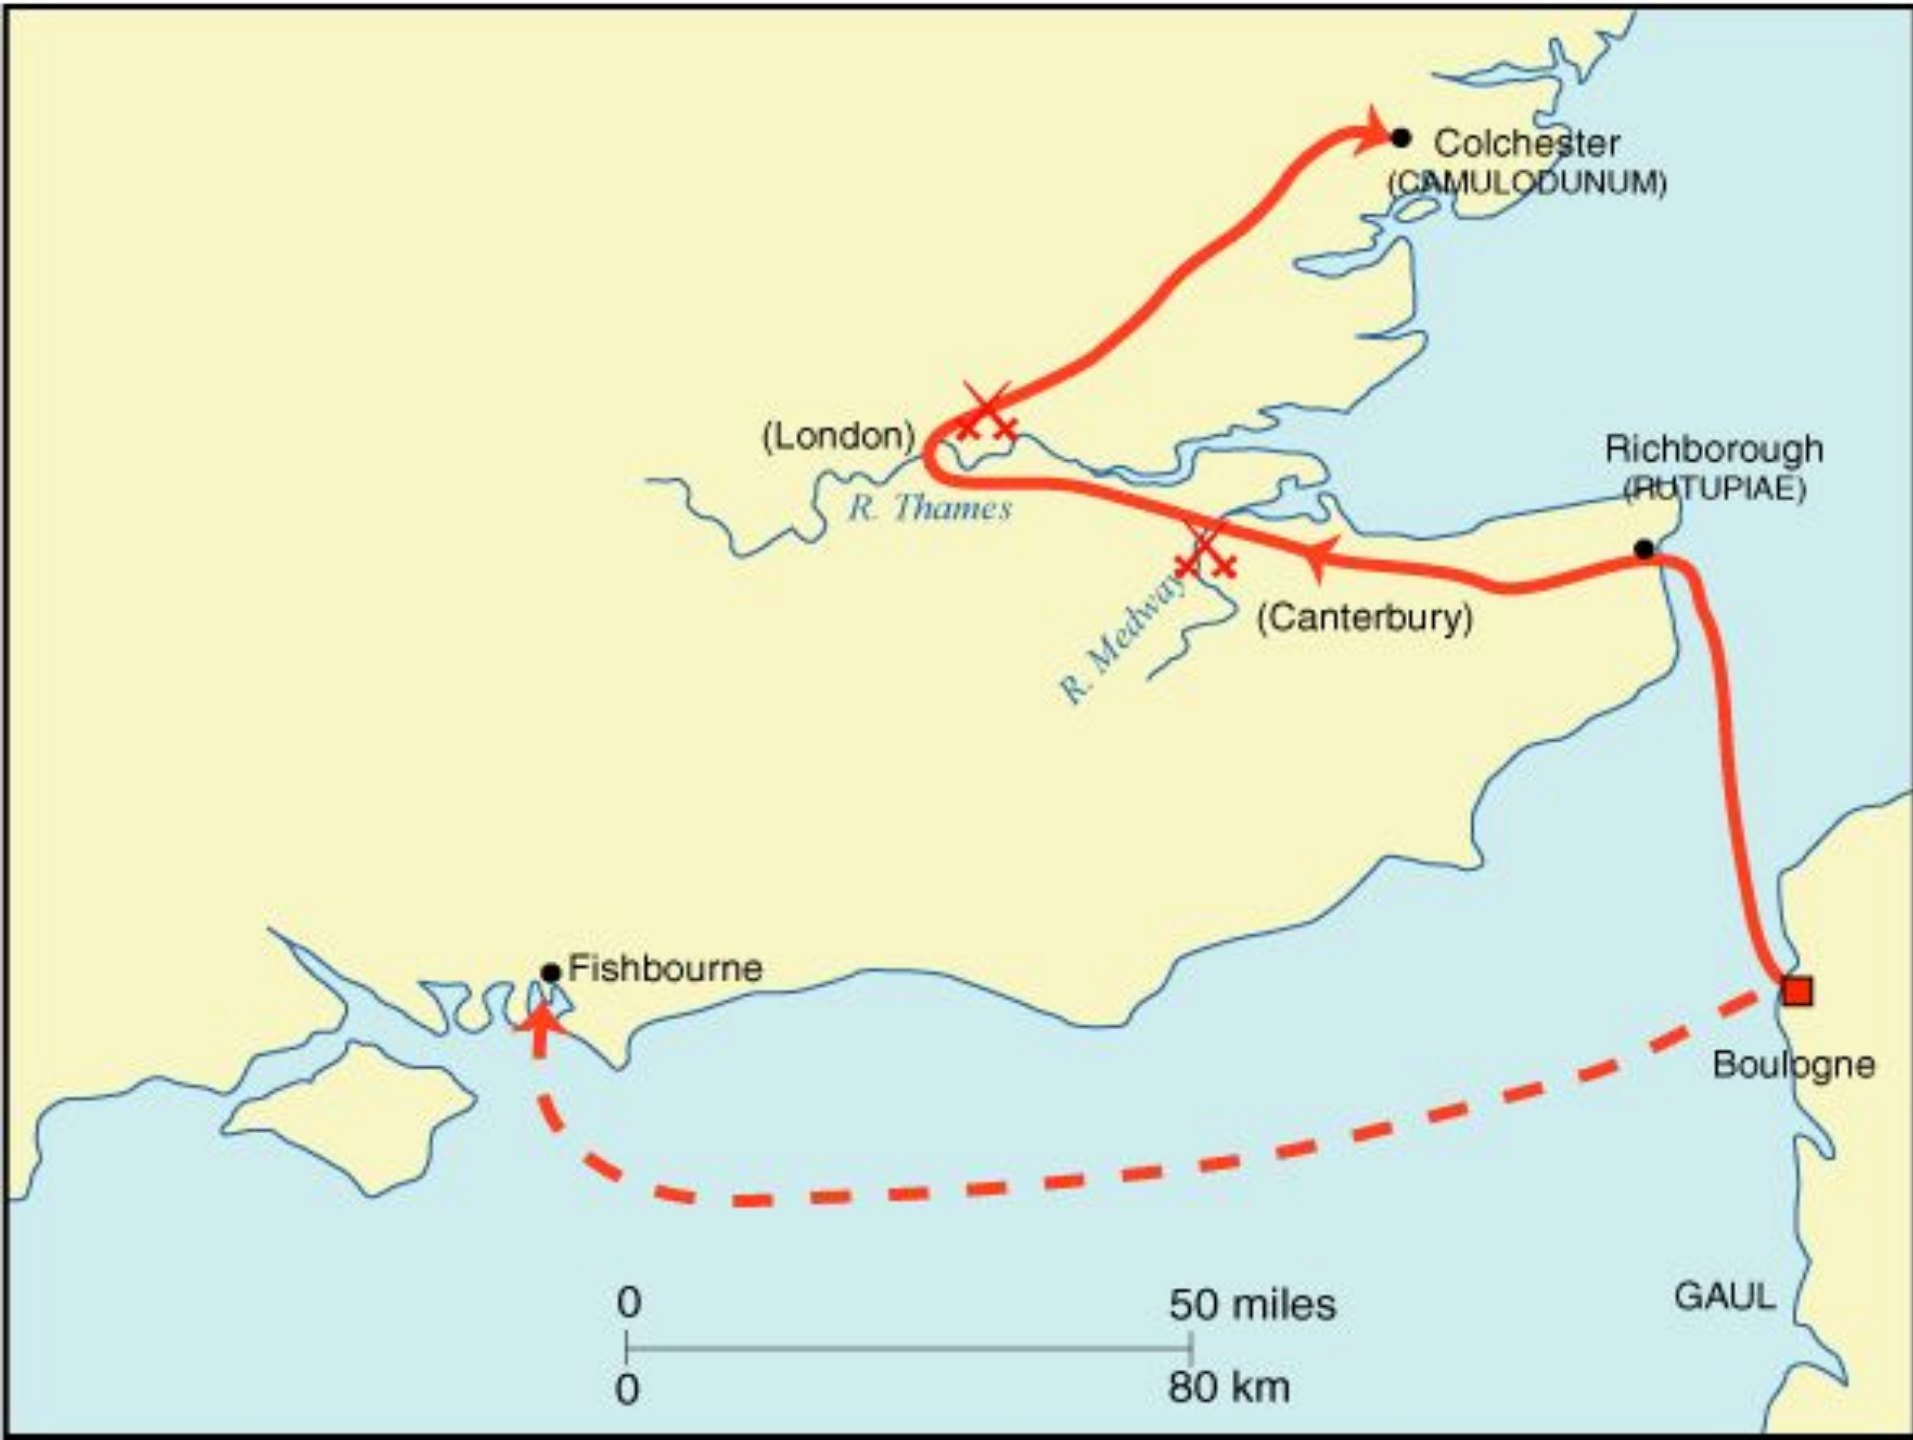 Colchester
(CAMULODUNUM)
(London)
Richborough
(RUTUPIAE)
R. Thames
R. Medway
(Canterbury)
Fishbourne
Boulogne
GAUL
0
50 miles
0
80 km